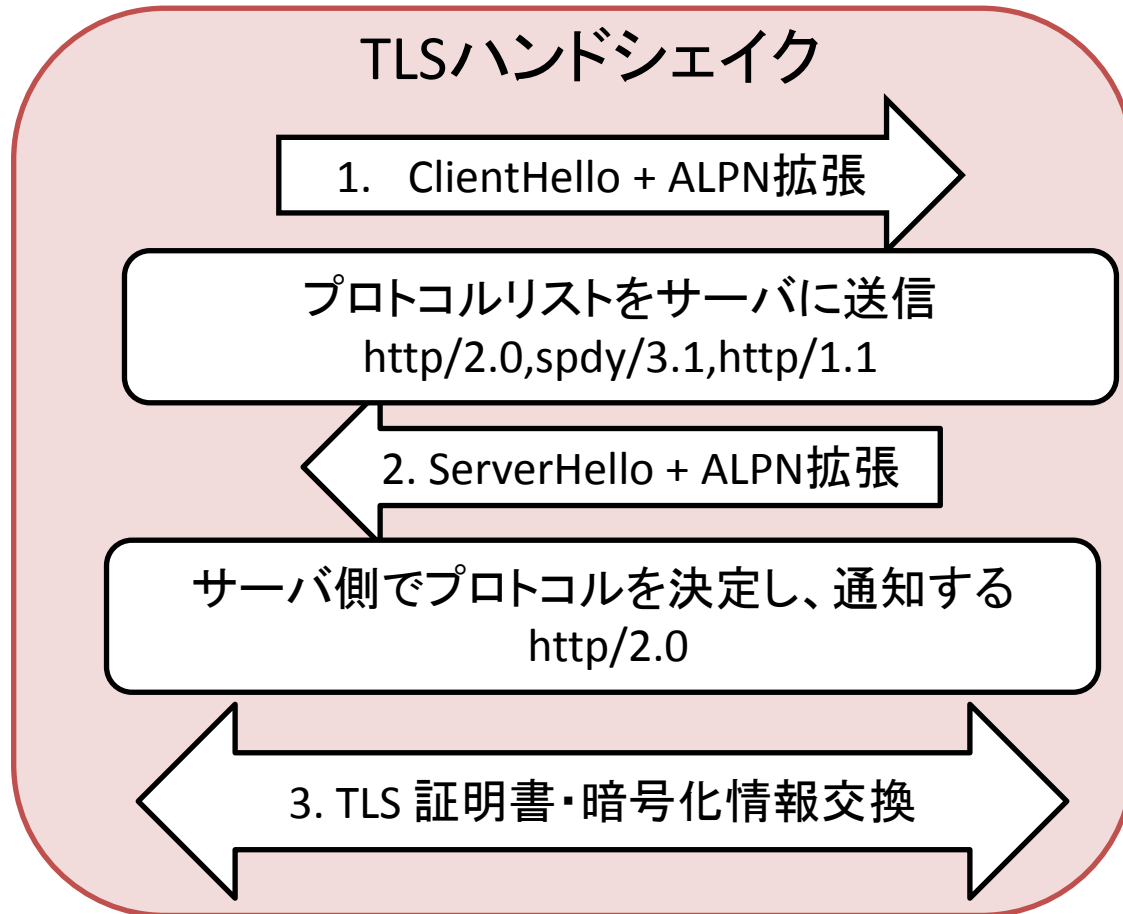 TLSハンドシェイク
1. ClientHello + ALPN拡張
プロトコルリストをサーバに送信
http/2.0,spdy/3.1,http/1.1
2. ServerHello + ALPN拡張
サーバ側でプロトコルを決定し、通知する
http/2.0
3. TLS 証明書・暗号化情報交換